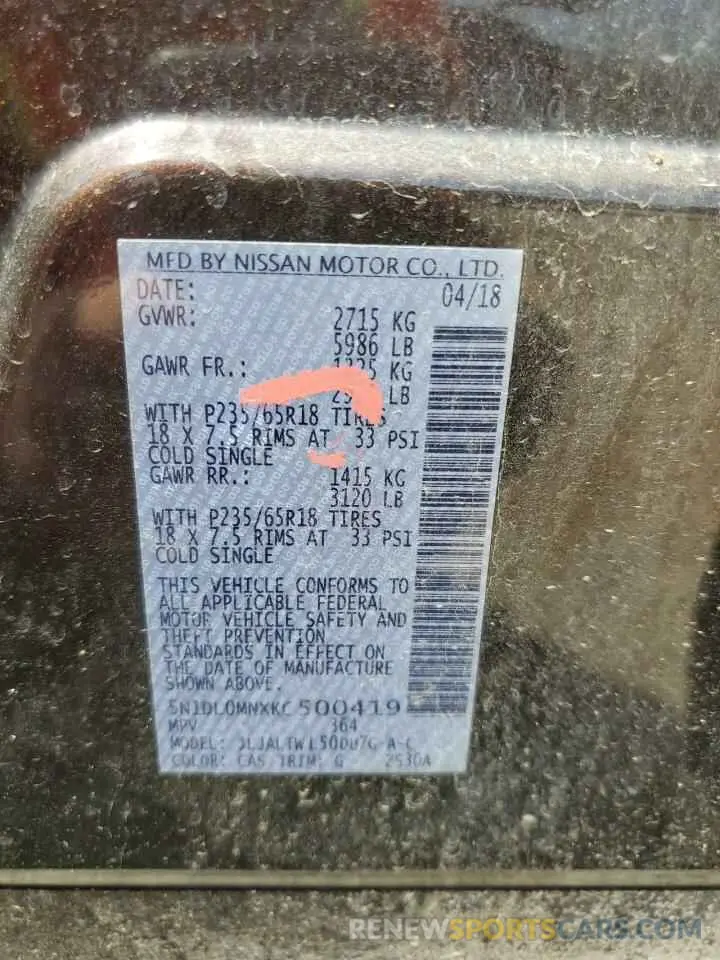 MFD BY NISSAN MOTOR CO., LTD.
DATE: 04/18
GVWR: 2715 KG
5986 LB
GAWR FR.: KG
LB
WITH P235/65R18 TIRES
18 X 7.5 RIMS AT 33 PSI
COLD SINGLE
GAWR RR.: 1415 KG
3120 LB
WITH P235/65R18 TIRES
18 X 7.5 RIMS AT 33 PSI
COLD SINGLE
THIS VEHICLE CONFORMS TO
ALL APPLICABLE FEDERAL
MOTOR VEHICLE SAFETY AND
THEFT PREVENTION
STANDARDS IN EFFECT ON
THE DATE OF MANUFACTURE
SHOWN ABOVE.
5N1DL0MNXKC500419
MPV 364
MODEL:
COLOR: CAS TRIM: G 2530A
RENEWSPORTSCARS.COM